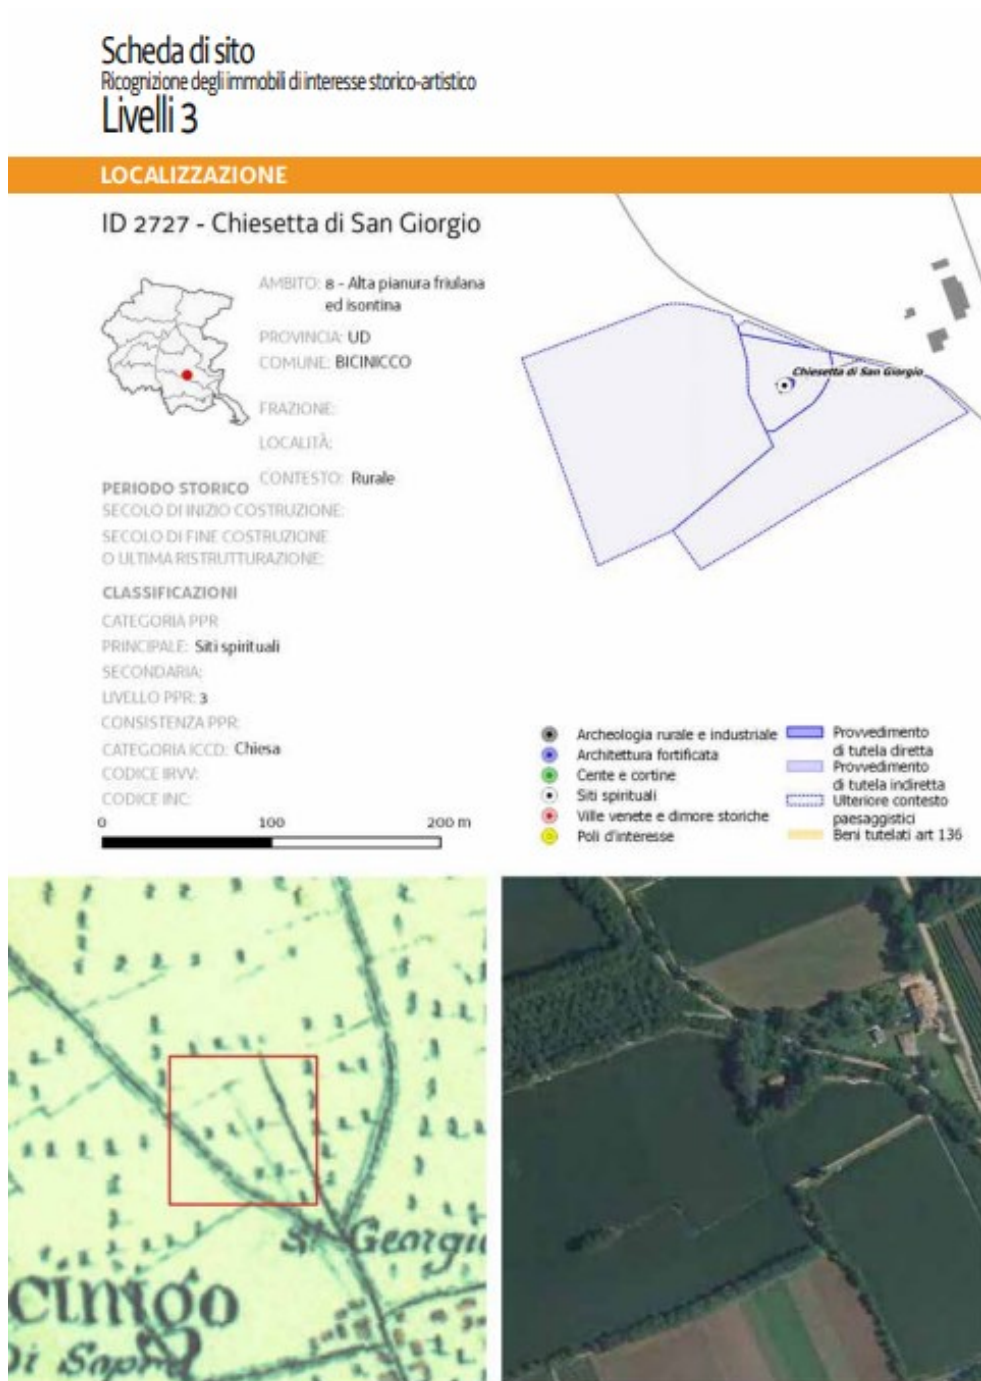 Scheda di sito
Ricognizione degli immobili di interesse storico-artistico
Livelli 3
LOCALIZZAZIONE
ID 2727 - Chiesetta di San Giorgio
AMBITO: 8 - Alta pianura friulana
ed isontina
PROVINCIA: UD
COMUNE: BICINICCO
FRAZIONE:
LOCALITÀ:
CONTESTO: Rurale
PERIODO STORICO
SECOLO DI INIZIO COSTRUZIONE:
SECOLO DI FINE COSTRUZIONE
O ULTIMA RISTRUTTURAZIONE:
CLASSIFICAZIONI
CATEGORIA PPR
PRINCIPALE: Siti spirituali
SECONDARIA:
LIVELLO PPR: 3
CONSISTENZA PPR:
CATEGORIA ICCD: Chiesa
CODICE IRVV:
CODICE INC:
0 100 200 m
Chiesetta di San Giorgio
Archeologia rurale e industriale
Architettura fortificata
Cente e cortine
Siti spirituali
Ville venete e dimore storiche
Poli d'interesse
Provvedimento
di tutela diretta
Provvedimento
di tutela indiretta
Ulteriore contesto
paesaggistici
Beni tutelati art 136
St Georgio
cinigo
Di Sopra